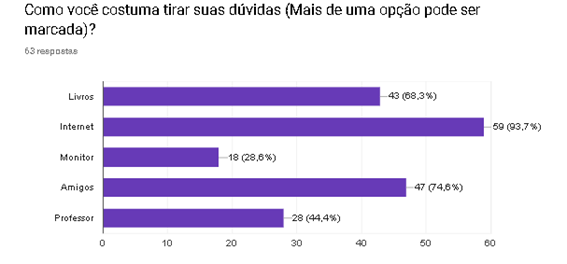 Como você costuma tirar suas dúvidas (Mais de uma opção pode ser
marcada)?
63 respostas
Livros 43 (68,3%)
Internet 59 (93,7%)
Monitor 18 (28,6%)
Amigos 47 (74,6%)
Professor 28 (44,4%)
0 10 20 30 40 50 60